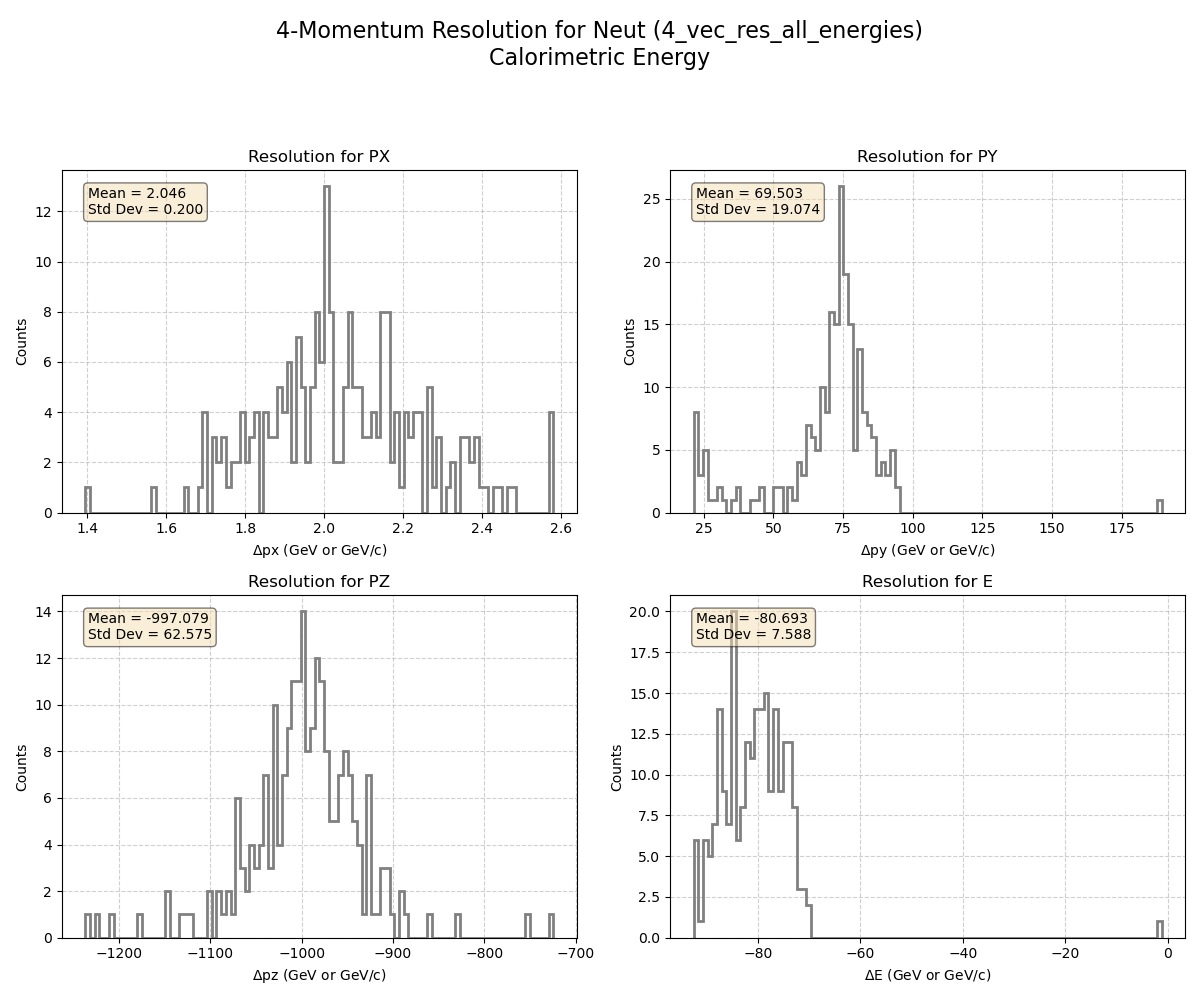 4-Momentum Resolution for Neut (4_vec_res_all_energies)
Calorimetric Energy
Resolution for PX
Mean = 2.046
Std Dev = 0.200
Counts
12
10
8
6
4
2
0
1.4 1.6 1.8 2.0 2.2 2.4 2.6
Δpx (GeV or GeV/c)
Resolution for PY
Mean = 69.503
Std Dev = 19.074
Counts
25
20
15
10
5
0
25 50 75 100 125 150 175
Δpy (GeV or GeV/c)
Resolution for PZ
Mean = -997.079
Std Dev = 62.575
Counts
14
12
10
8
6
4
2
0
−1200 −1100 −1000 −900 −800 −700
Δpz (GeV or GeV/c)
Resolution for E
Mean = -80.693
Std Dev = 7.588
Counts
20.0
17.5
15.0
12.5
10.0
7.5
5.0
2.5
0.0
−80 −60 −40 −20 0
ΔE (GeV or GeV/c)